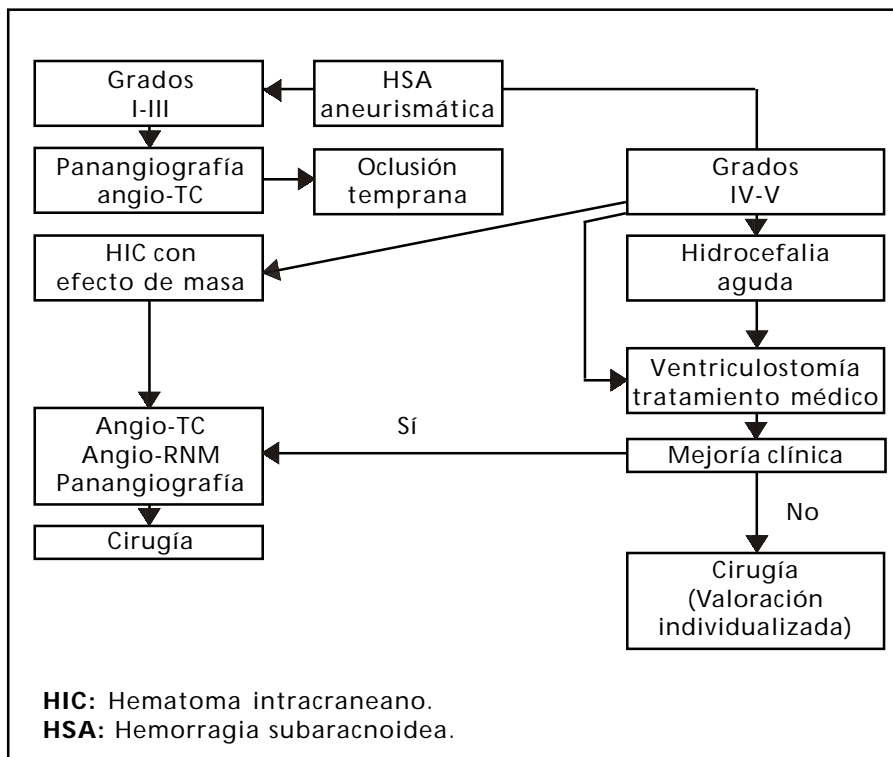 Grados
I-III
HSA
aneurismática
Panangiografía
angio-TC
Oclusión
temprana
Grados
IV-V
HIC con
efecto de masa
Hidrocefalia
aguda
Ventriculostomía
tratamiento médico
Angio-TC
Angio-RNM
Panangiografía
Sí
Mejoría clínica
No
Cirugía
Cirugía
(Valoración
individualizada)
HIC: Hematoma intracraneano.
HSA: Hemorragia subaracnoidea.